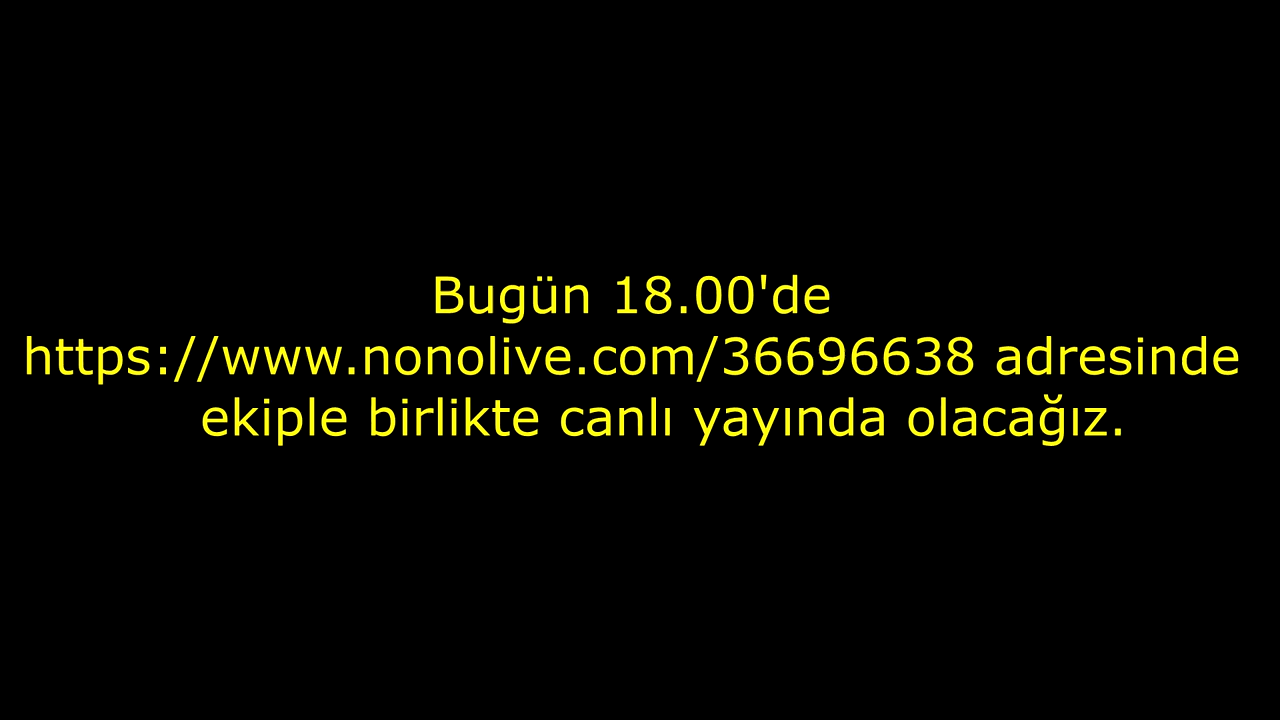 Bugün 18.00'de
https://www.nonolive.com/36696638 adresinde
ekiple birlikte canlı yayında olacağız.